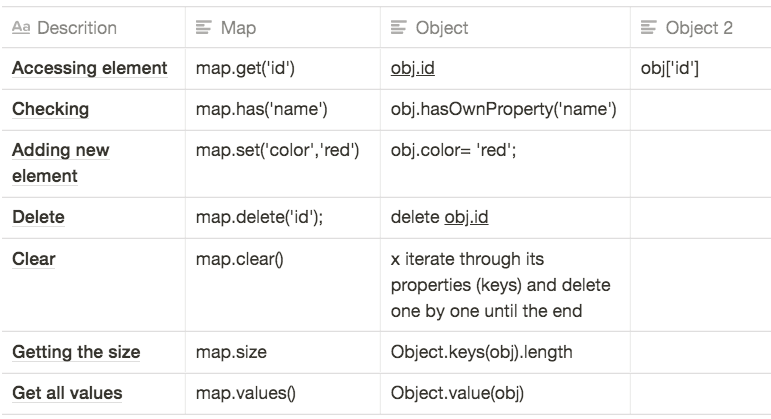 Aa Descrition Map Object Object 2
Accessing element map.get('id') obj.id obj['id']
Checking map.has('name') obj.hasOwnProperty('name')
Adding new map.set('color','red') obj.color= 'red';
element
Delete map.delete('id'); delete obj.id
Clear map.clear() x iterate through its
properties (keys) and delete
one by one until the end
Getting the size map.size Object.keys(obj).length
Get all values map.values() Object.value(obj)